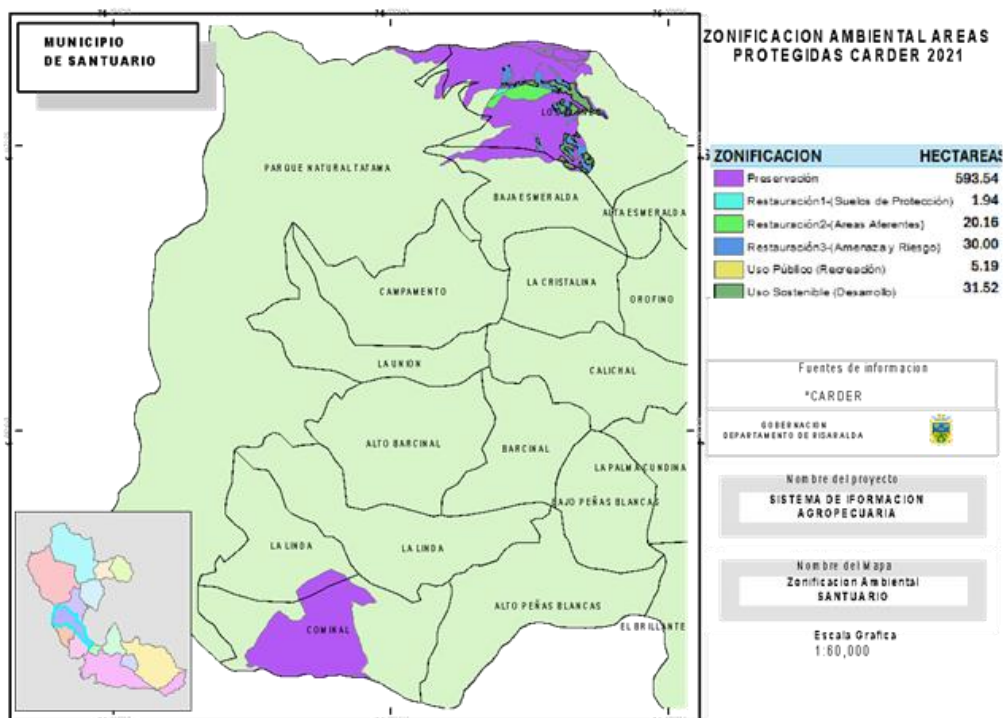 MUNICIPIO
DE SANTUARIO
ZONIFICACION AMBIENTAL AREAS
PROTEGIDAS CARDER 2021
ZONIFICACION HECTAREAS
Preservación 593.54
Restauración1-(Suelos de Protección) 1.94
Restauración2-(Areas Aferentes) 20.16
Restauración3-(Amenaza y Riesgo) 30.00
Uso Público (Recreación) 5.19
Uso Sostenible (Desarrollo) 31.52
PARQUE NATURAL TATAMA
BAJA ESMERALDA
ALTA ESMERALDA
CAMPAMENTO
LA CRISTALINA
OROFINO
LA UNION
CALICHAL
ALTO BARCINAL
BARCINAL
LA PALMA CUNDINA
BAJO PEÑAS BLANCAS
LA LINDA
LA LINDA
ALTO PEÑAS BLANCAS
COMINAL
EL BRILLANTE
Fuentes de informacion
*CARDER
GOBERNACION
DEPARTAMENTO DE RISARALDA
Nombre del proyecto
SISTEMA DE IFORMACION
AGROPECUARIA
Nombre del Mapa
Zonificacion Ambiental
SANTUARIO
Escala Grafica
1:60,000